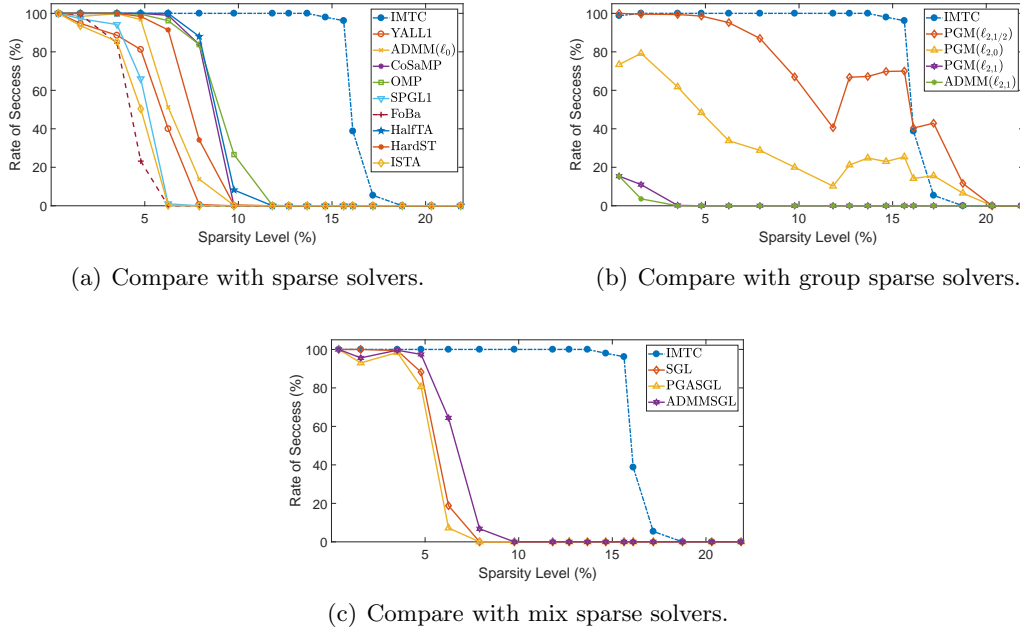 100
80
60
40
20
0
Rate of Seccess (%)
5
10
15
20
Sparsity Level (%)
IMTC
YALL1
ADMM(ℓ₀)
CoSaMP
OMP
SPGL1
FoBa
HalfTA
HardST
ISTA
(a) Compare with sparse solvers.
100
80
60
40
20
0
Rate of Seccess (%)
5
10
15
20
Sparsity Level (%)
IMTC
PGM(ℓ₂,₁/₂)
PGM(ℓ₂,₀)
PGM(ℓ₂,₁)
ADMM(ℓ₂,₁)
(b) Compare with group sparse solvers.
100
80
60
40
20
0
Rate of Seccess (%)
5
10
15
20
Sparsity Level (%)
IMTC
SGL
PGASGL
ADMMSGL
(c) Compare with mix sparse solvers.